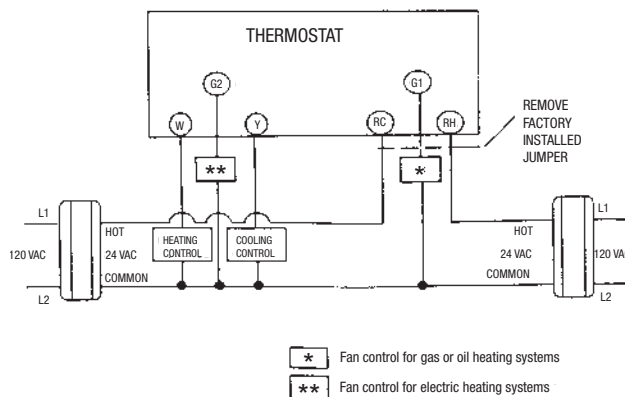 THERMOSTAT
G2
G1
W
Y
RC
RH
REMOVE
FACTORY
INSTALLED
JUMPER
**
*
L1
HOT
HEATING
CONTROL
COOLING
CONTROL
120 VAC
24 VAC
COMMON
L2
L1
HOT
24 VAC
120 VAC
COMMON
L2
* Fan control for gas or oil heating systems
** Fan control for electric heating systems